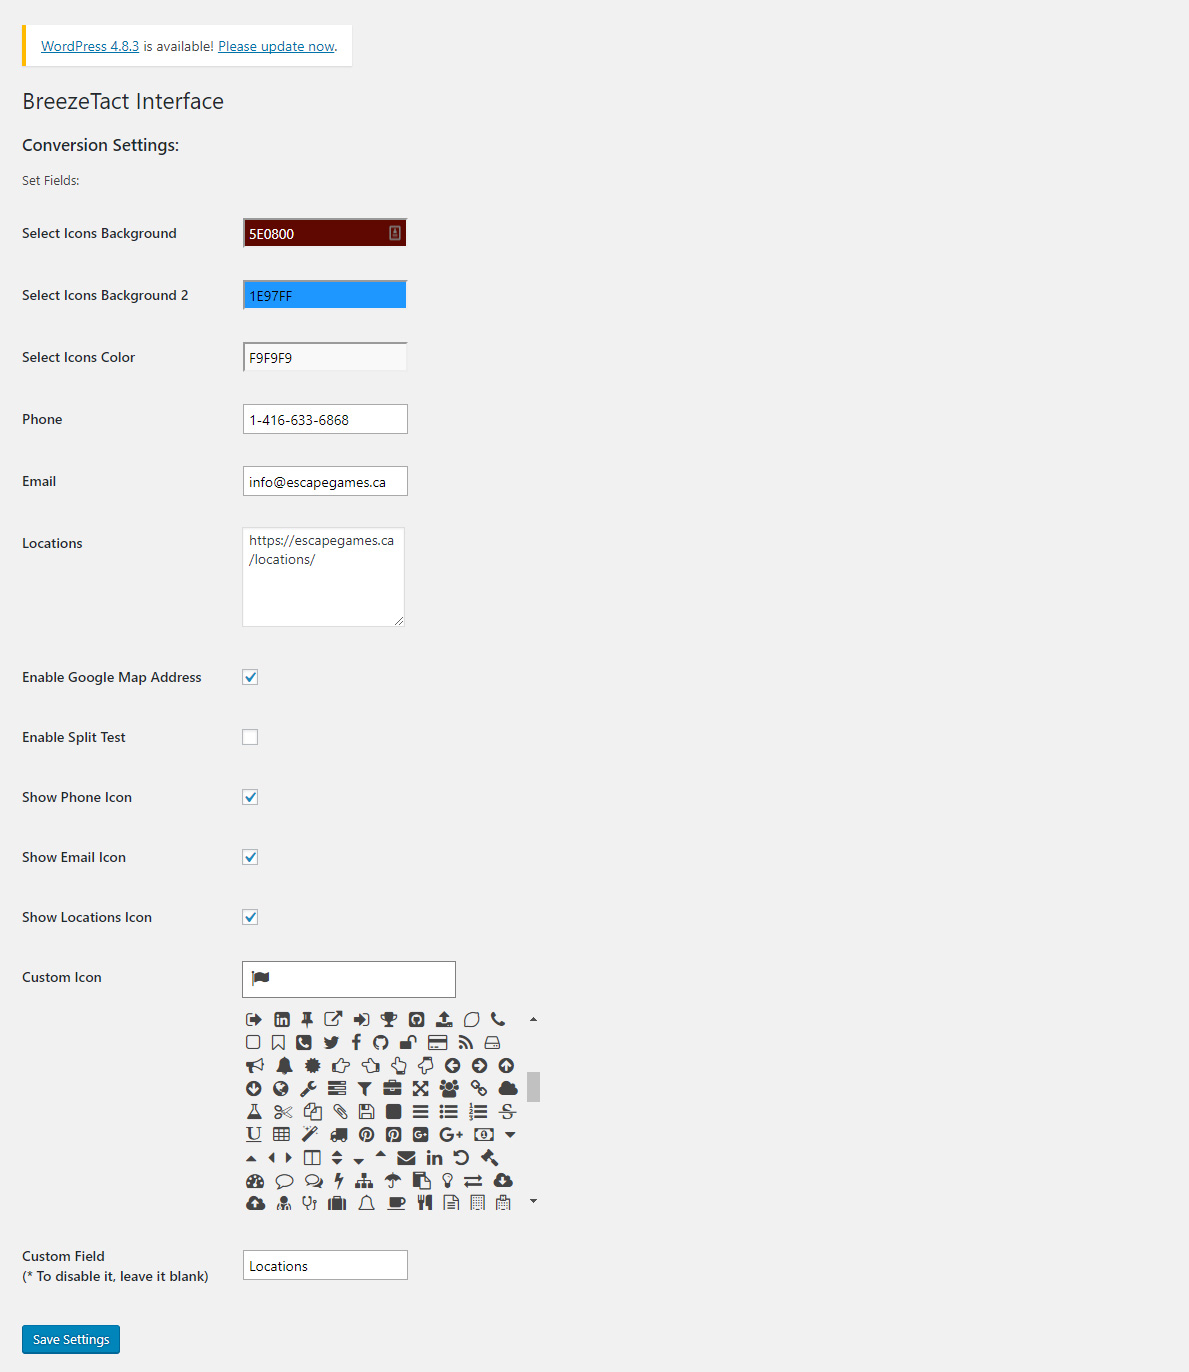 WordPress 4.8.3 is available! Please update now.
BreezeTact Interface
Conversion Settings:
Set Fields:
Select Icons Background
5E0800
Select Icons Background 2
1E97FF
Select Icons Color
F9F9F9
Phone
1-416-633-6868
Email
info@escapegames.ca
Locations
https://escapegames.ca
/locations/
Enable Google Map Address
Enable Split Test
Show Phone Icon
Show Email Icon
Show Locations Icon
Custom Icon
Custom Field
(* To disable it, leave it blank)
Locations
Save Settings